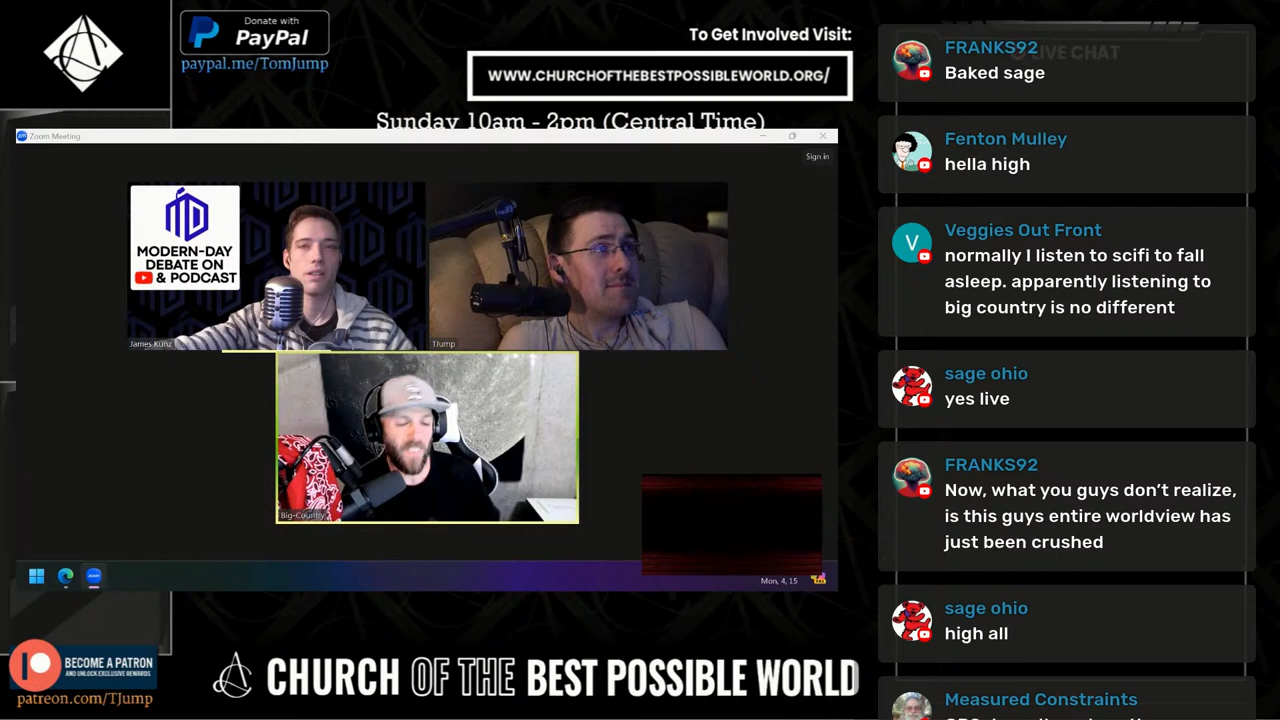 Donate with
PayPal
paypal.me/TomJump
To Get Involved Visit:
WWW.CHURCHOFTHEBESTPOSSIBLEWORLD.ORG/
Sunday 10am - 2pm (Central Time)
Zoom Meeting
Sign in
MODERN-DAY
DEBATE ON
& PODCAST
James Kunz
TJump
Big-Country
Mon, 4, 15
BECOME A PATRON
AND UNLOCK EXCLUSIVE REWARDS
patreon.com/TJump
CHURCH OF THE BEST POSSIBLE WORLD
LIVE CHAT
FRANKS92
Baked sage
Fenton Mulley
hella high
V
Veggies Out Front
normally I listen to scifi to fall
asleep. apparently listening to
big country is no different
sage ohio
yes live
FRANKS92
Now, what you guys don’t realize,
is this guys entire worldview has
just been crushed
sage ohio
high all
Measured Constraints